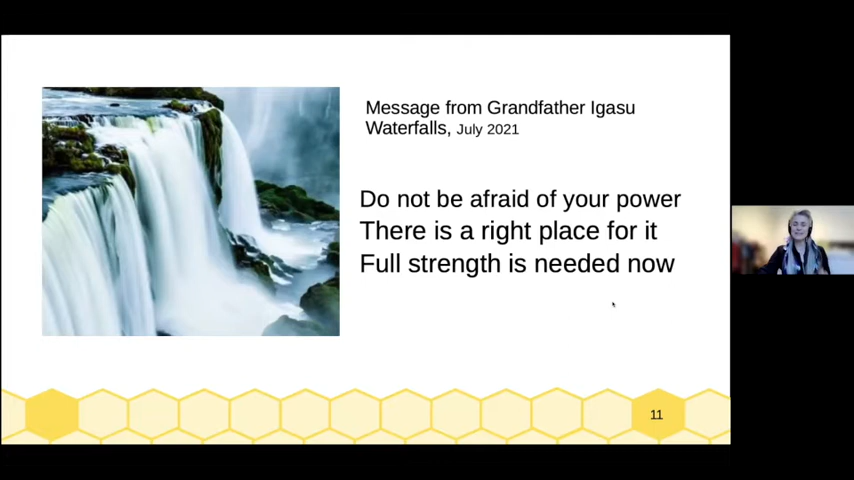 Message from Grandfather Igasu
Waterfalls, July 2021
Do not be afraid of your power
There is a right place for it
Full strength is needed now
11